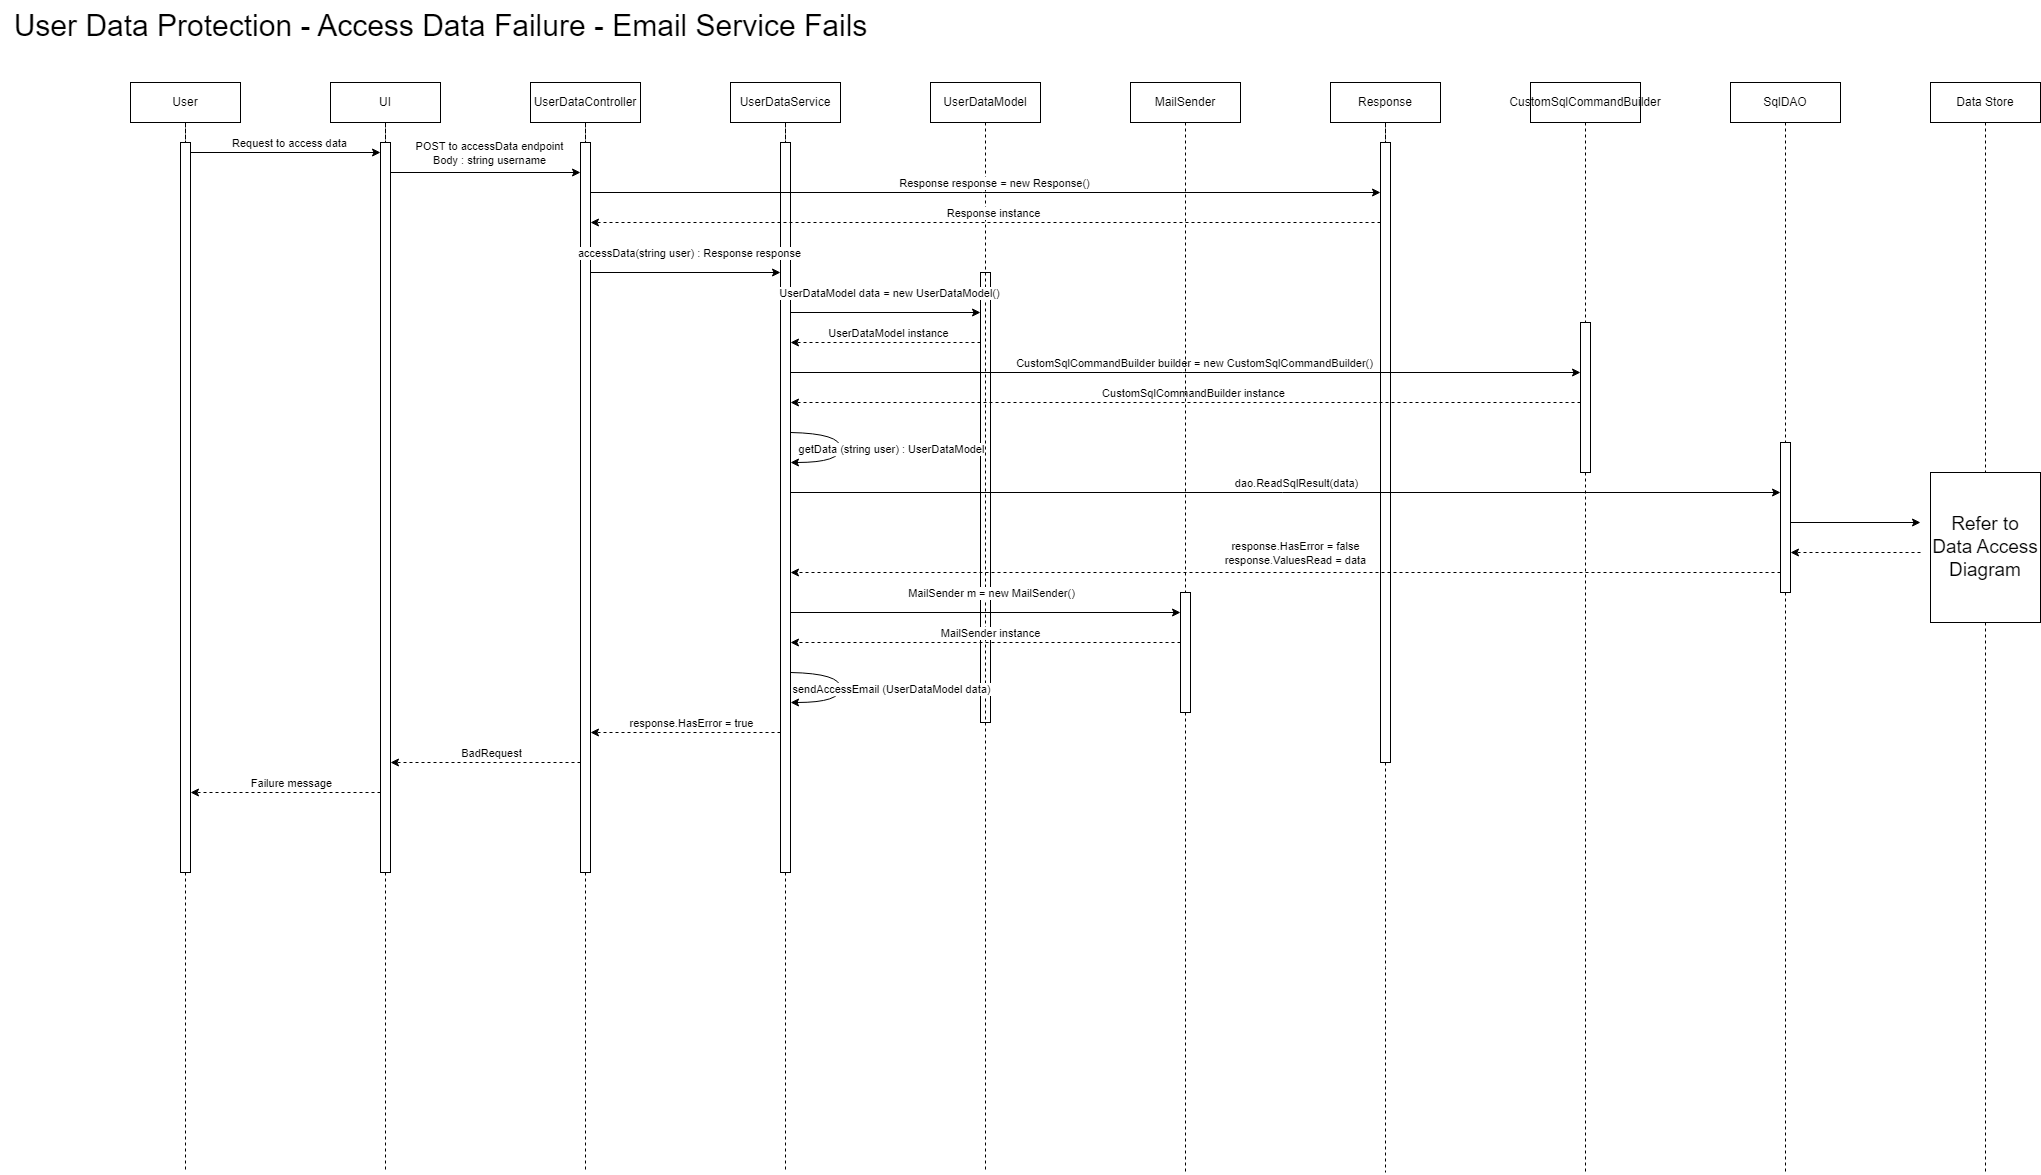 User Data Protection - Access Data Failure - Email Service Fails
User
UI
UserDataController
UserDataService
UserDataModel
MailSender
Response
CustomSqlCommandBuilder
SqlDAO
Data Store
Request to access data
POST to accessData endpoint
Body : string username
Response response = new Response()
Response instance
accessData(string user) : Response response
UserDataModel data = new UserDataModel()
UserDataModel instance
CustomSqlCommandBuilder builder = new CustomSqlCommandBuilder()
CustomSqlCommandBuilder instance
getData (string user) : UserDataModel
dao.ReadSqlResult(data)
Refer to
Data Access
Diagram
response.HasError = false
response.ValuesRead = data
MailSender m = new MailSender()
MailSender instance
sendAccessEmail (UserDataModel data)
response.HasError = true
BadRequest
Failure message